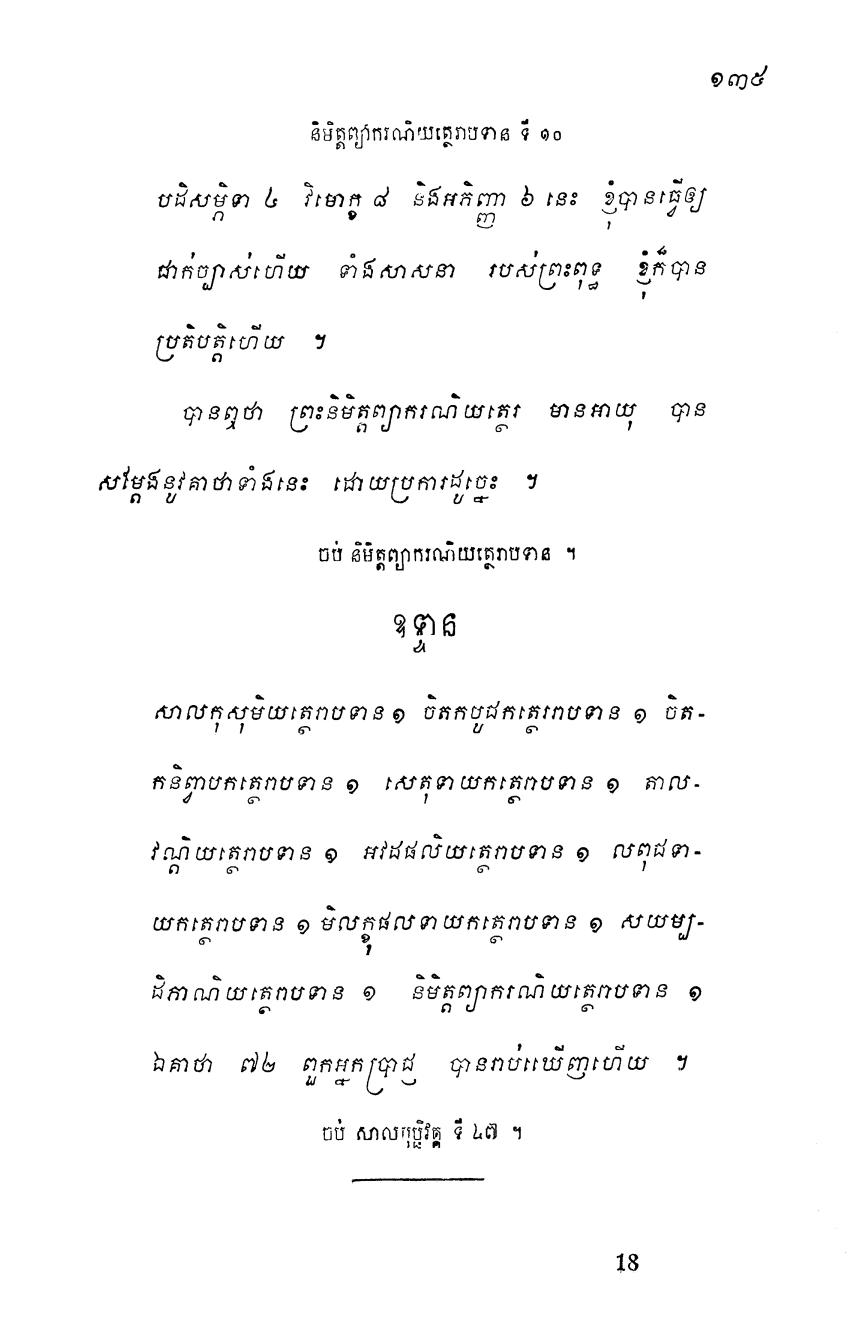 ១៣៥
និមិត្តព្យាករណិយត្ថេរាបទាន ទី ១០
បដិសម្ភិទា ៤ វិមោក្ខ ៨ និងអភិញ្ញា ៦ នេះ ខ្ញុំបានធ្វើឲ្យ
ជាក់ច្បាស់ហើយ ទាំងសាសនា របស់ព្រះពុទ្ធ ខ្ញុំក៏បាន
ប្រតិបត្តិហើយ ។
បានឮថា ព្រះនិមិត្តព្យាករណិយត្ថេរ មានអាយុ បាន
សម្តែងនូវគាថាទាំងនេះ ដោយប្រការដូច្នេះ ។
ចប់ និមិត្តព្យាករណិយត្ថេរាបទាន ។
ឧទ្ទាន
សាលកុសុមិយត្ថេរាបទាន ១ ចិតកបូជកត្ថេរាបទាន ១ ចិត-
កនិព្វាបកត្ថេរាបទាន ១ សេតុទាយកត្ថេរាបទាន ១ តាល-
វណ្តិយត្ថេរាបទាន ១ អវដផលិយត្ថេរាបទាន ១ លពុជទា-
យកត្ថេរាបទាន ១ មិលក្ខុផលទាយកត្ថេរាបទាន ១ សយម្ប-
ដិភាណិយត្ថេរាបទាន ១ និមិត្តព្យាករណិយត្ថេរាបទាន ១
ឯគាថា ៧២ ពួកអ្នកប្រាជ្ញ បានរាប់ឃើញហើយ ។
ចប់ សាលបុប្ផិវគ្គ ទី ៤៧ ។
18